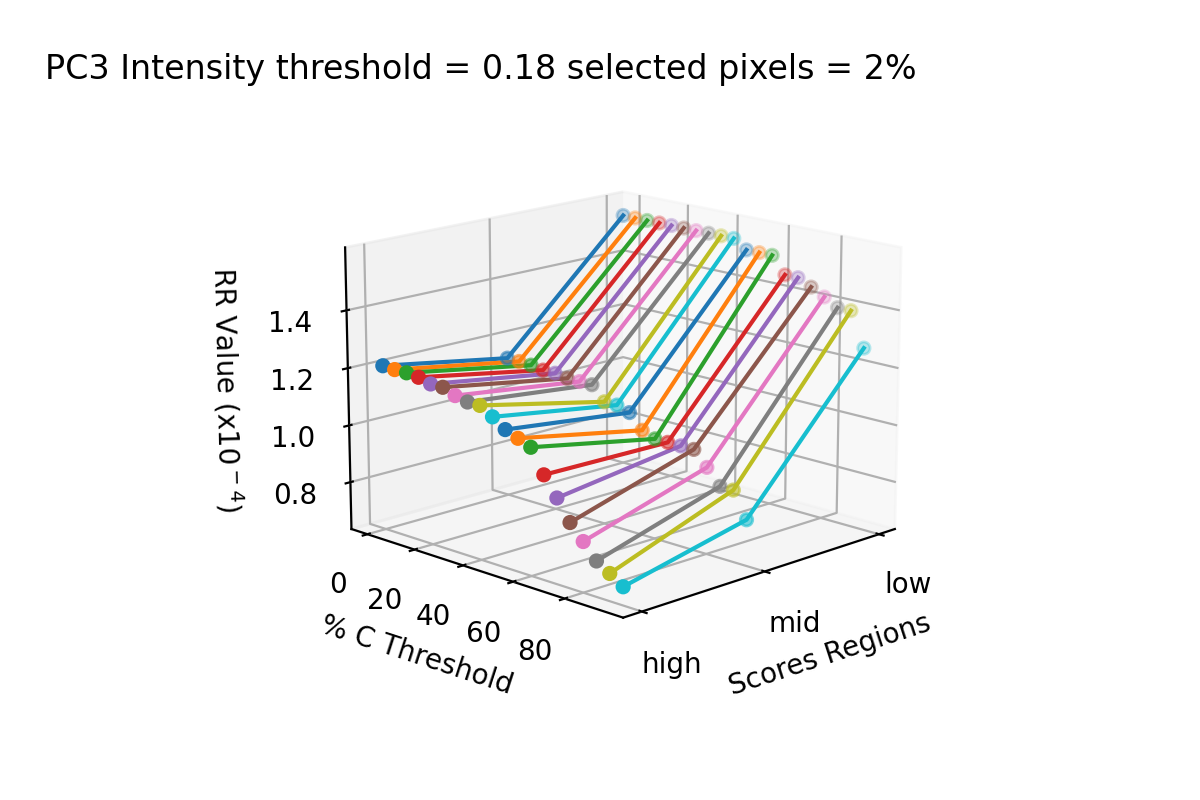 PC3 Intensity threshold = 0.18 selected pixels = 2%
RR Value (x10⁻⁴)
1.4
1.2
1.0
0.8
0
20
40
60
80
% C Threshold
high
mid
low
Scores Regions